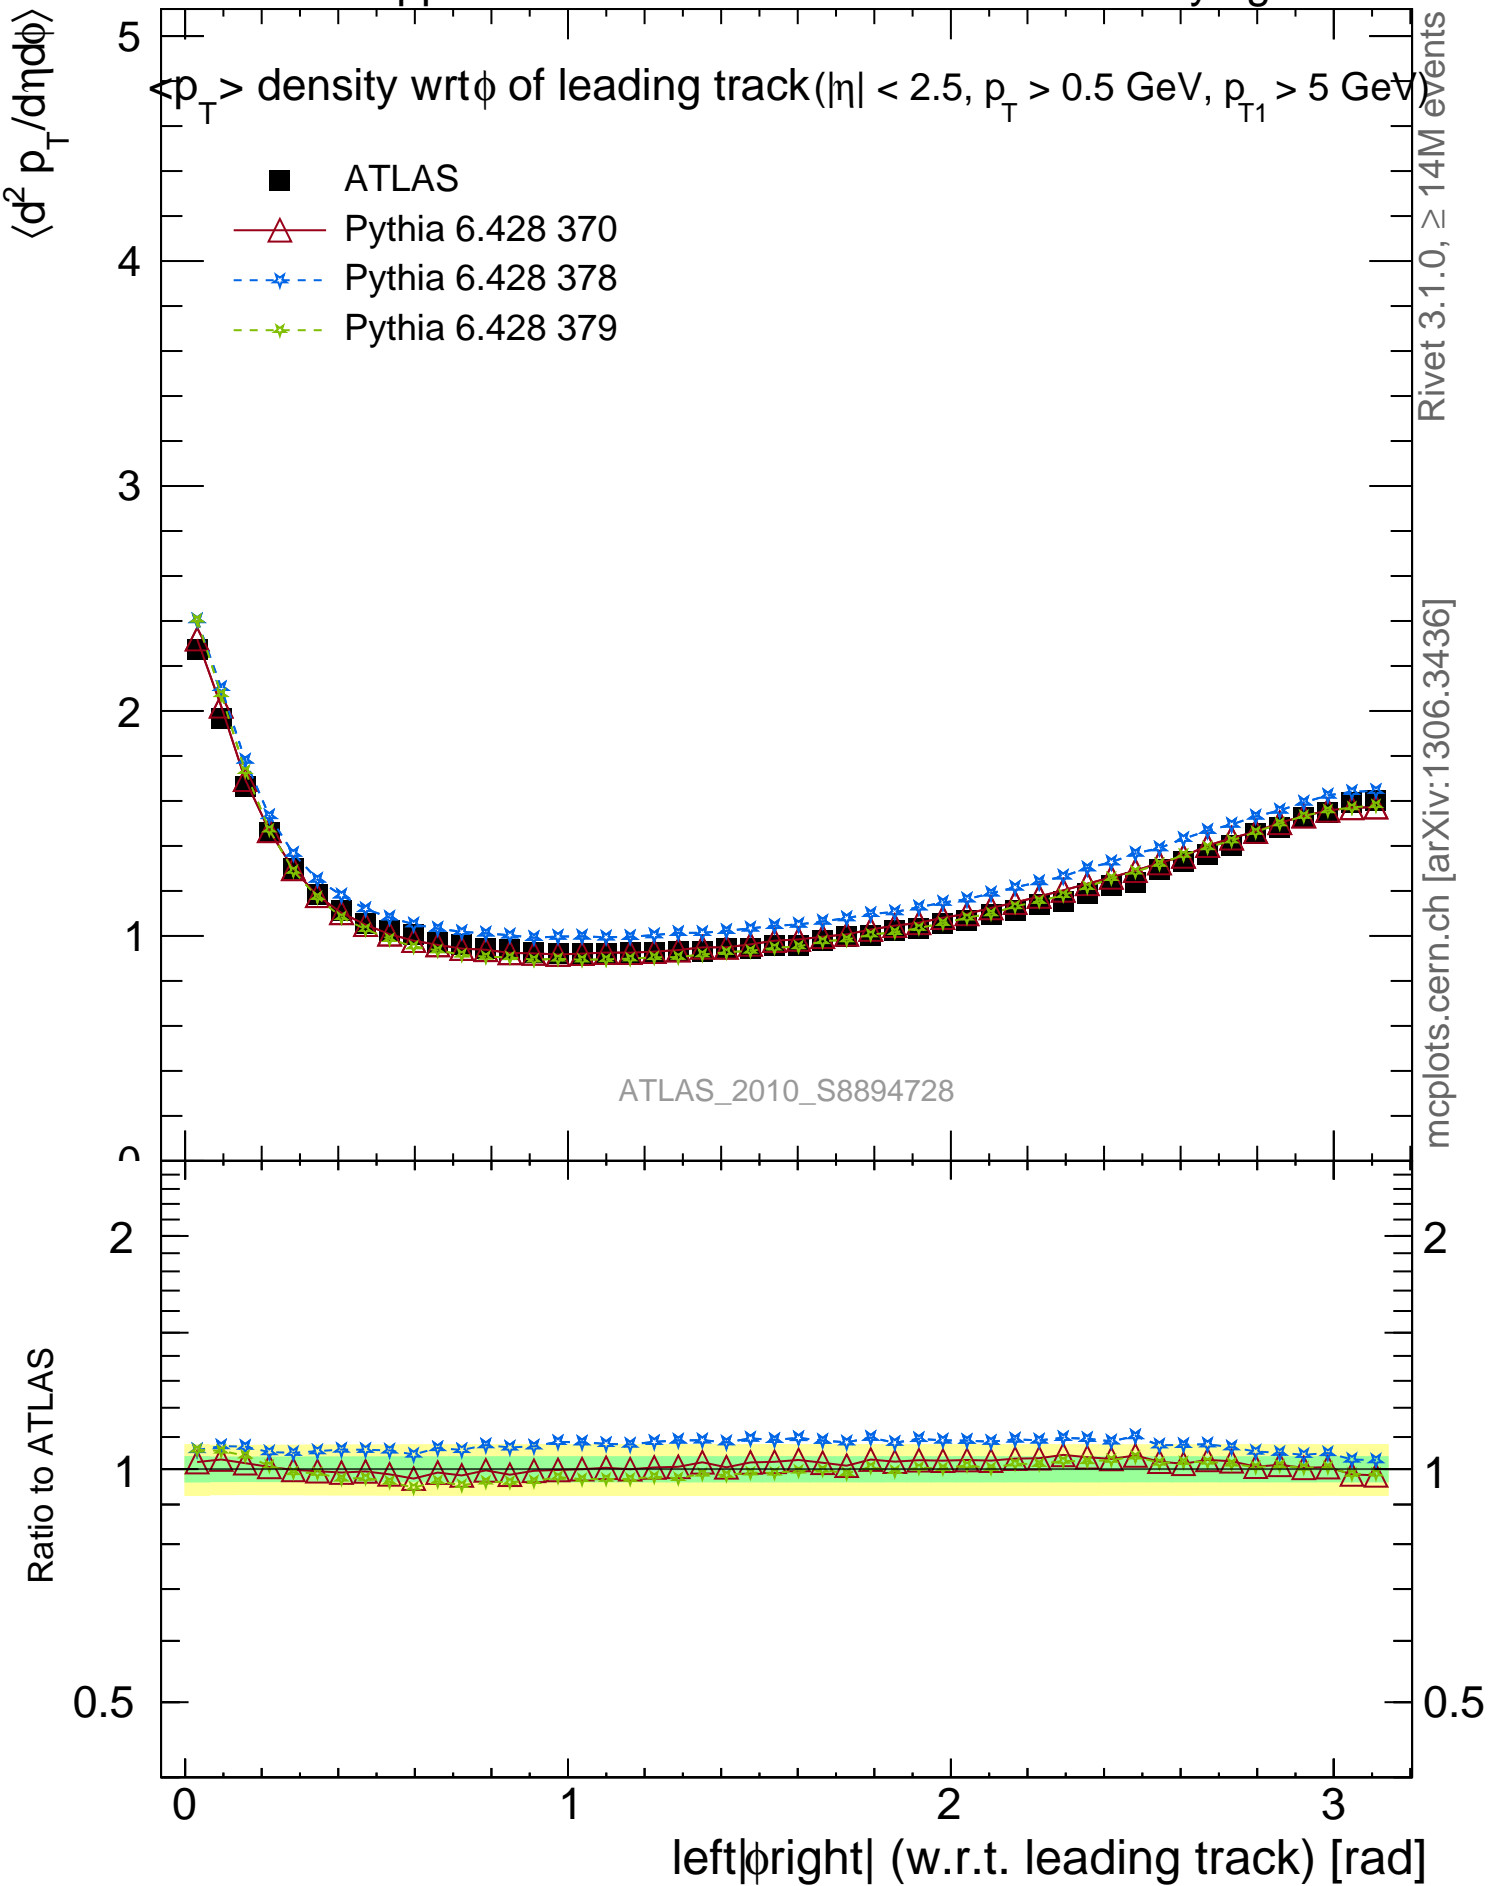 <p_T> density wrtϕ of leading track(|η| < 2.5, p_T > 0.5 GeV, p_T1 > 5 GeV)
⟨d² p_T/dηdϕ⟩
5
4
3
2
1
ATLAS
Pythia 6.428 370
Pythia 6.428 378
Pythia 6.428 379
ATLAS_2010_S8894728
Rivet 3.1.0, ≥ 14M events
mcplots.cern.ch [arXiv:1306.3436]
Ratio to ATLAS
2
1
0.5
2
1
0.5
0
1
2
3
left|ϕright| (w.r.t. leading track) [rad]